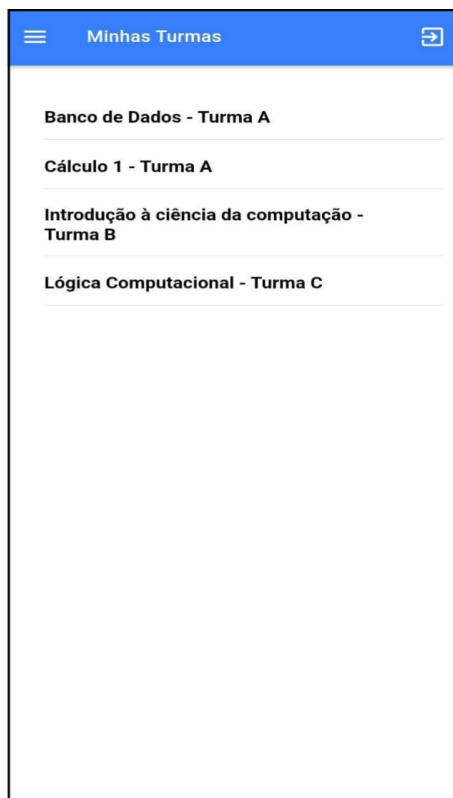 Minhas Turmas
Banco de Dados - Turma A
Cálculo 1 - Turma A
Introdução à ciência da computação -
Turma B
Lógica Computacional - Turma C